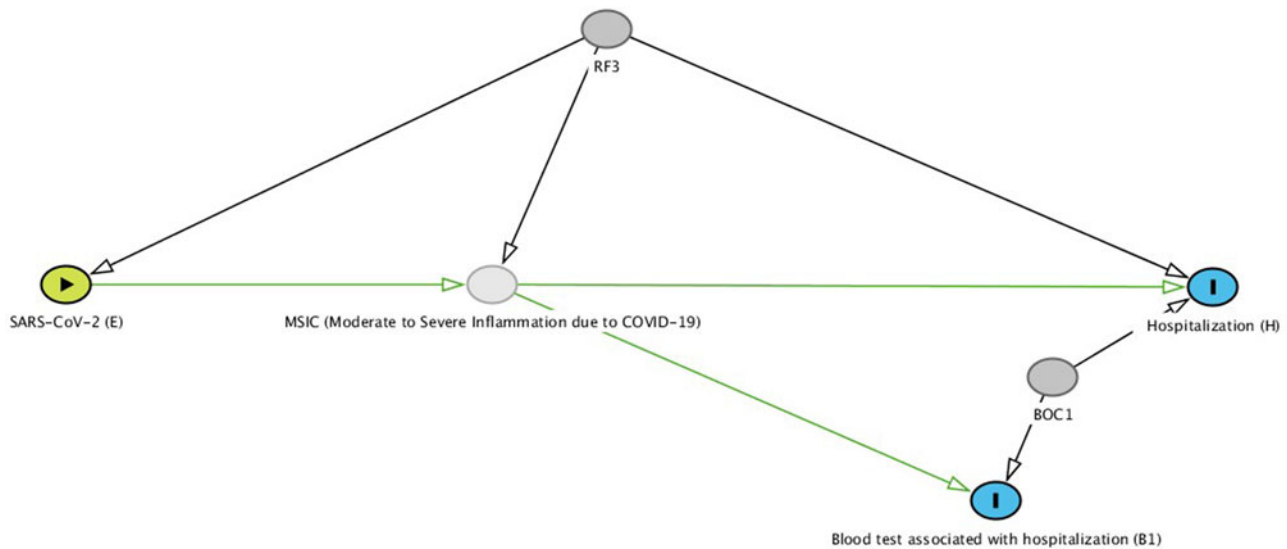 RF3
SARS-CoV-2 (E)
MSIC (Moderate to Severe Inflammation due to COVID-19)
Hospitalization (H)
BOC1
Blood test associated with hospitalization (B1)